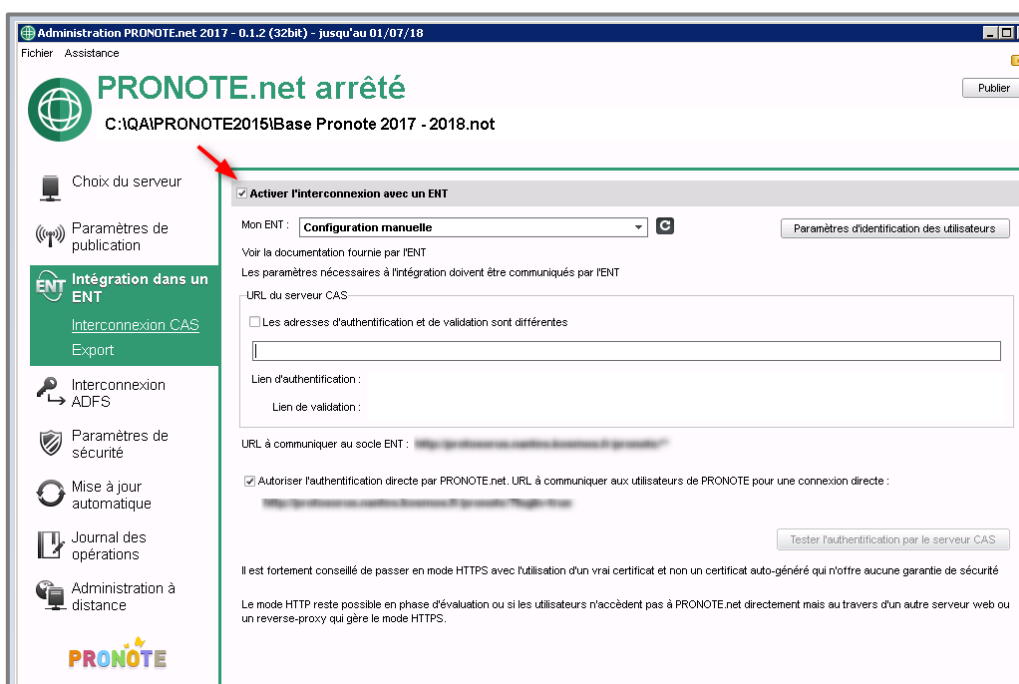 Administration PRONOTE.net 2017 - 0.1.2 (32bit) - jusqu'au 01/07/18
Fichier Assistance
PRONOTE.net arrêté
Publier
C:\QA\PRONOTE2015\Base Pronote 2017 - 2018.not
Choix du serveur
Paramètres de
publication
ENT
Intégration dans un
ENT
Interconnexion CAS
Export
Interconnexion
ADFS
Paramètres de
sécurité
Mise à jour
automatique
Journal des
opérations
Administration à
distance
PRONOTE
Activer l'interconnexion avec un ENT
Mon ENT : Configuration manuelle
Paramètres d'identification des utilisateurs
Voir la documentation fournie par l'ENT
Les paramètres nécessaires à l'intégration doivent être communiqués par l'ENT
URL du serveur CAS
Les adresses d'authentification et de validation sont différentes
Lien d'authentification :
Lien de validation :
URL à communiquer au socle ENT :
Autoriser l'authentification directe par PRONOTE.net. URL à communiquer aux utilisateurs de PRONOTE pour une connexion directe :
Tester l'authentification par le serveur CAS
Il est fortement conseillé de passer en mode HTTPS avec l'utilisation d'un vrai certificat et non un certificat auto-généré qui n'offre aucune garantie de sécurité
Le mode HTTP reste possible en phase d'évaluation ou si les utilisateurs n'accèdent pas à PRONOTE.net directement mais au travers d'un autre serveur web ou
un reverse-proxy qui gère le mode HTTPS.